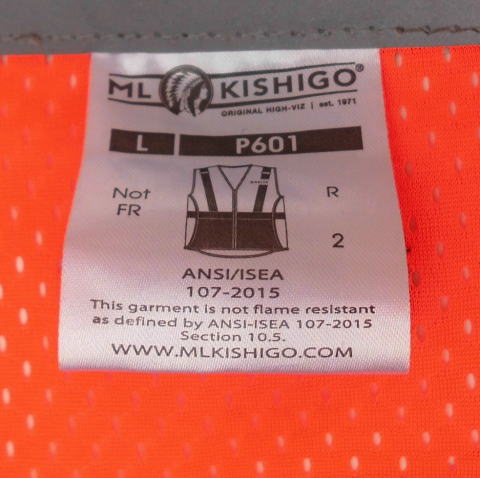 ML KISHIGO®
ORIGINAL HIGH-VIZ | est. 1971
L P601
Not R
FR
2
ANSI/ISEA
107-2015
This garment is not flame resistant
as defined by ANSI-ISEA 107-2015
Section 10.5.
WWW.MLKISHIGO.COM